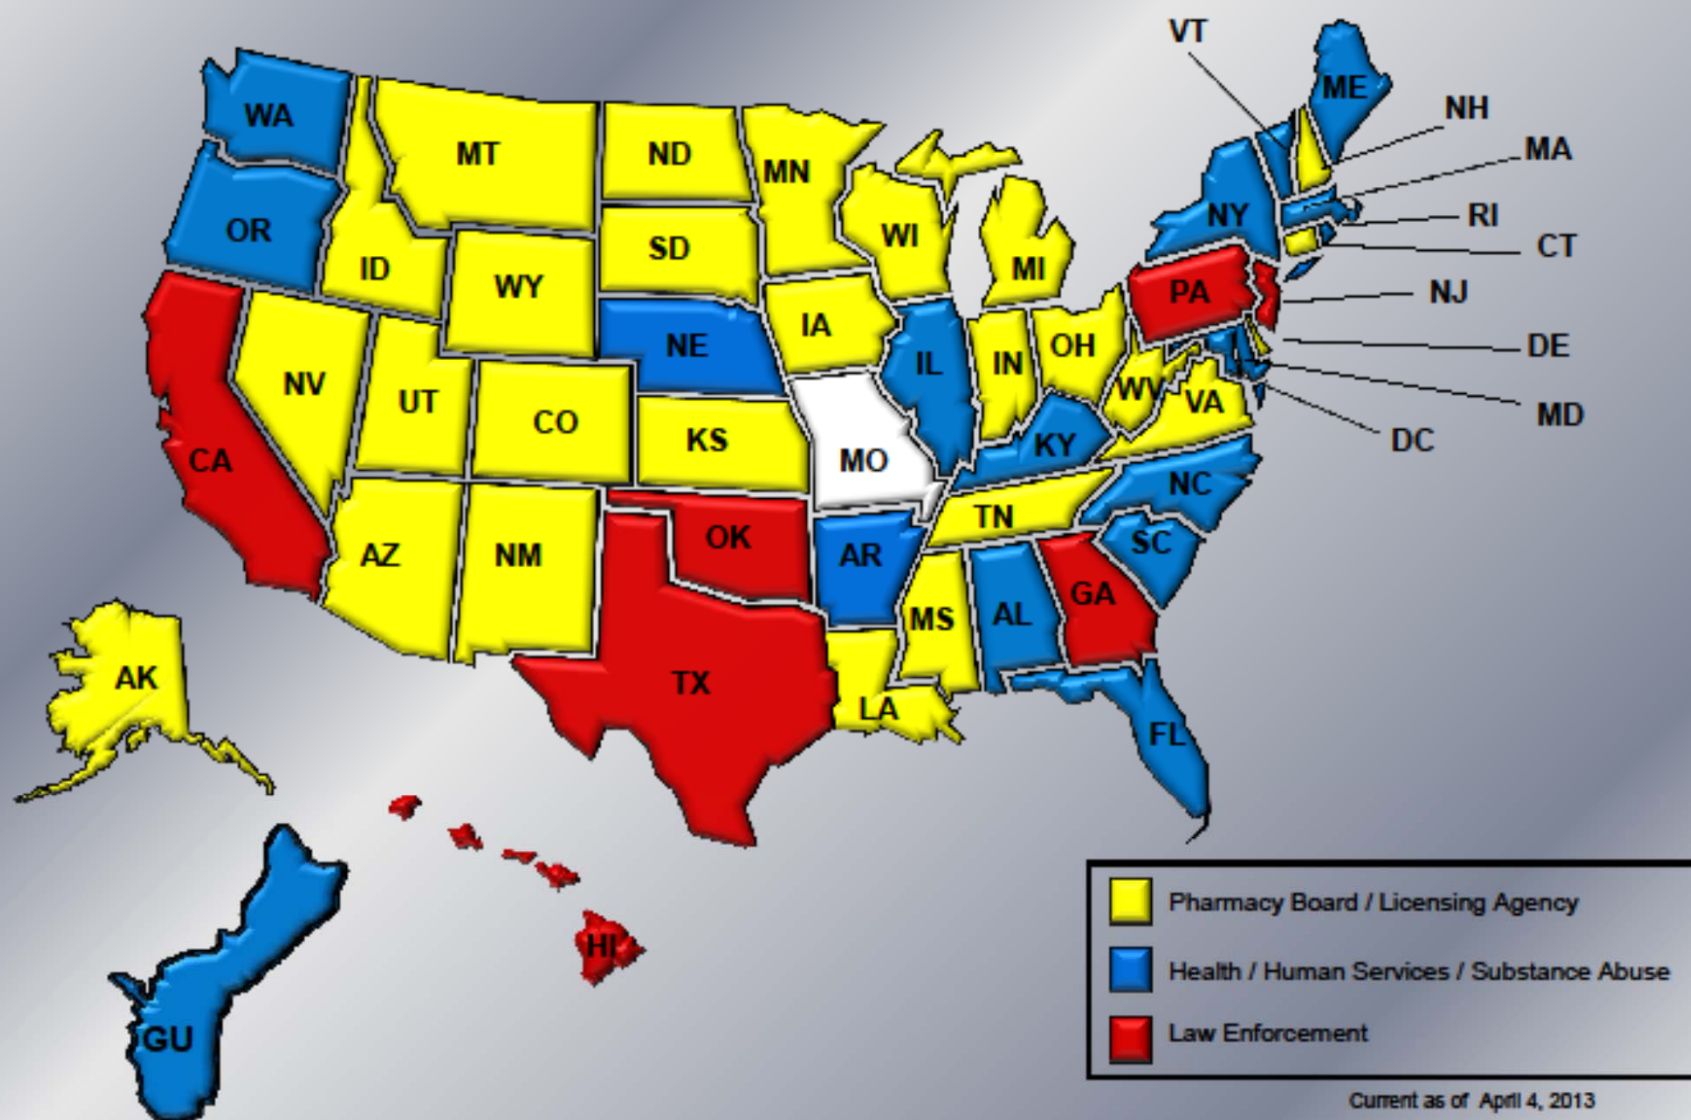 VT
ME
WA
NH
MT
ND
MN
MA
OR
NY
RI
WI
SD
CT
ID
MI
WY
PA
NJ
IA
NE
OH
DE
IL
IN
NV
UT
WV
VA
CO
MD
KS
DC
KY
CA
MO
NC
TN
OK
SC
AZ
NM
AR
GA
MS
AL
AK
TX
LA
FL
HI
GU
Pharmacy Board / Licensing Agency
Health / Human Services / Substance Abuse
Law Enforcement
Current as of April 4, 2013